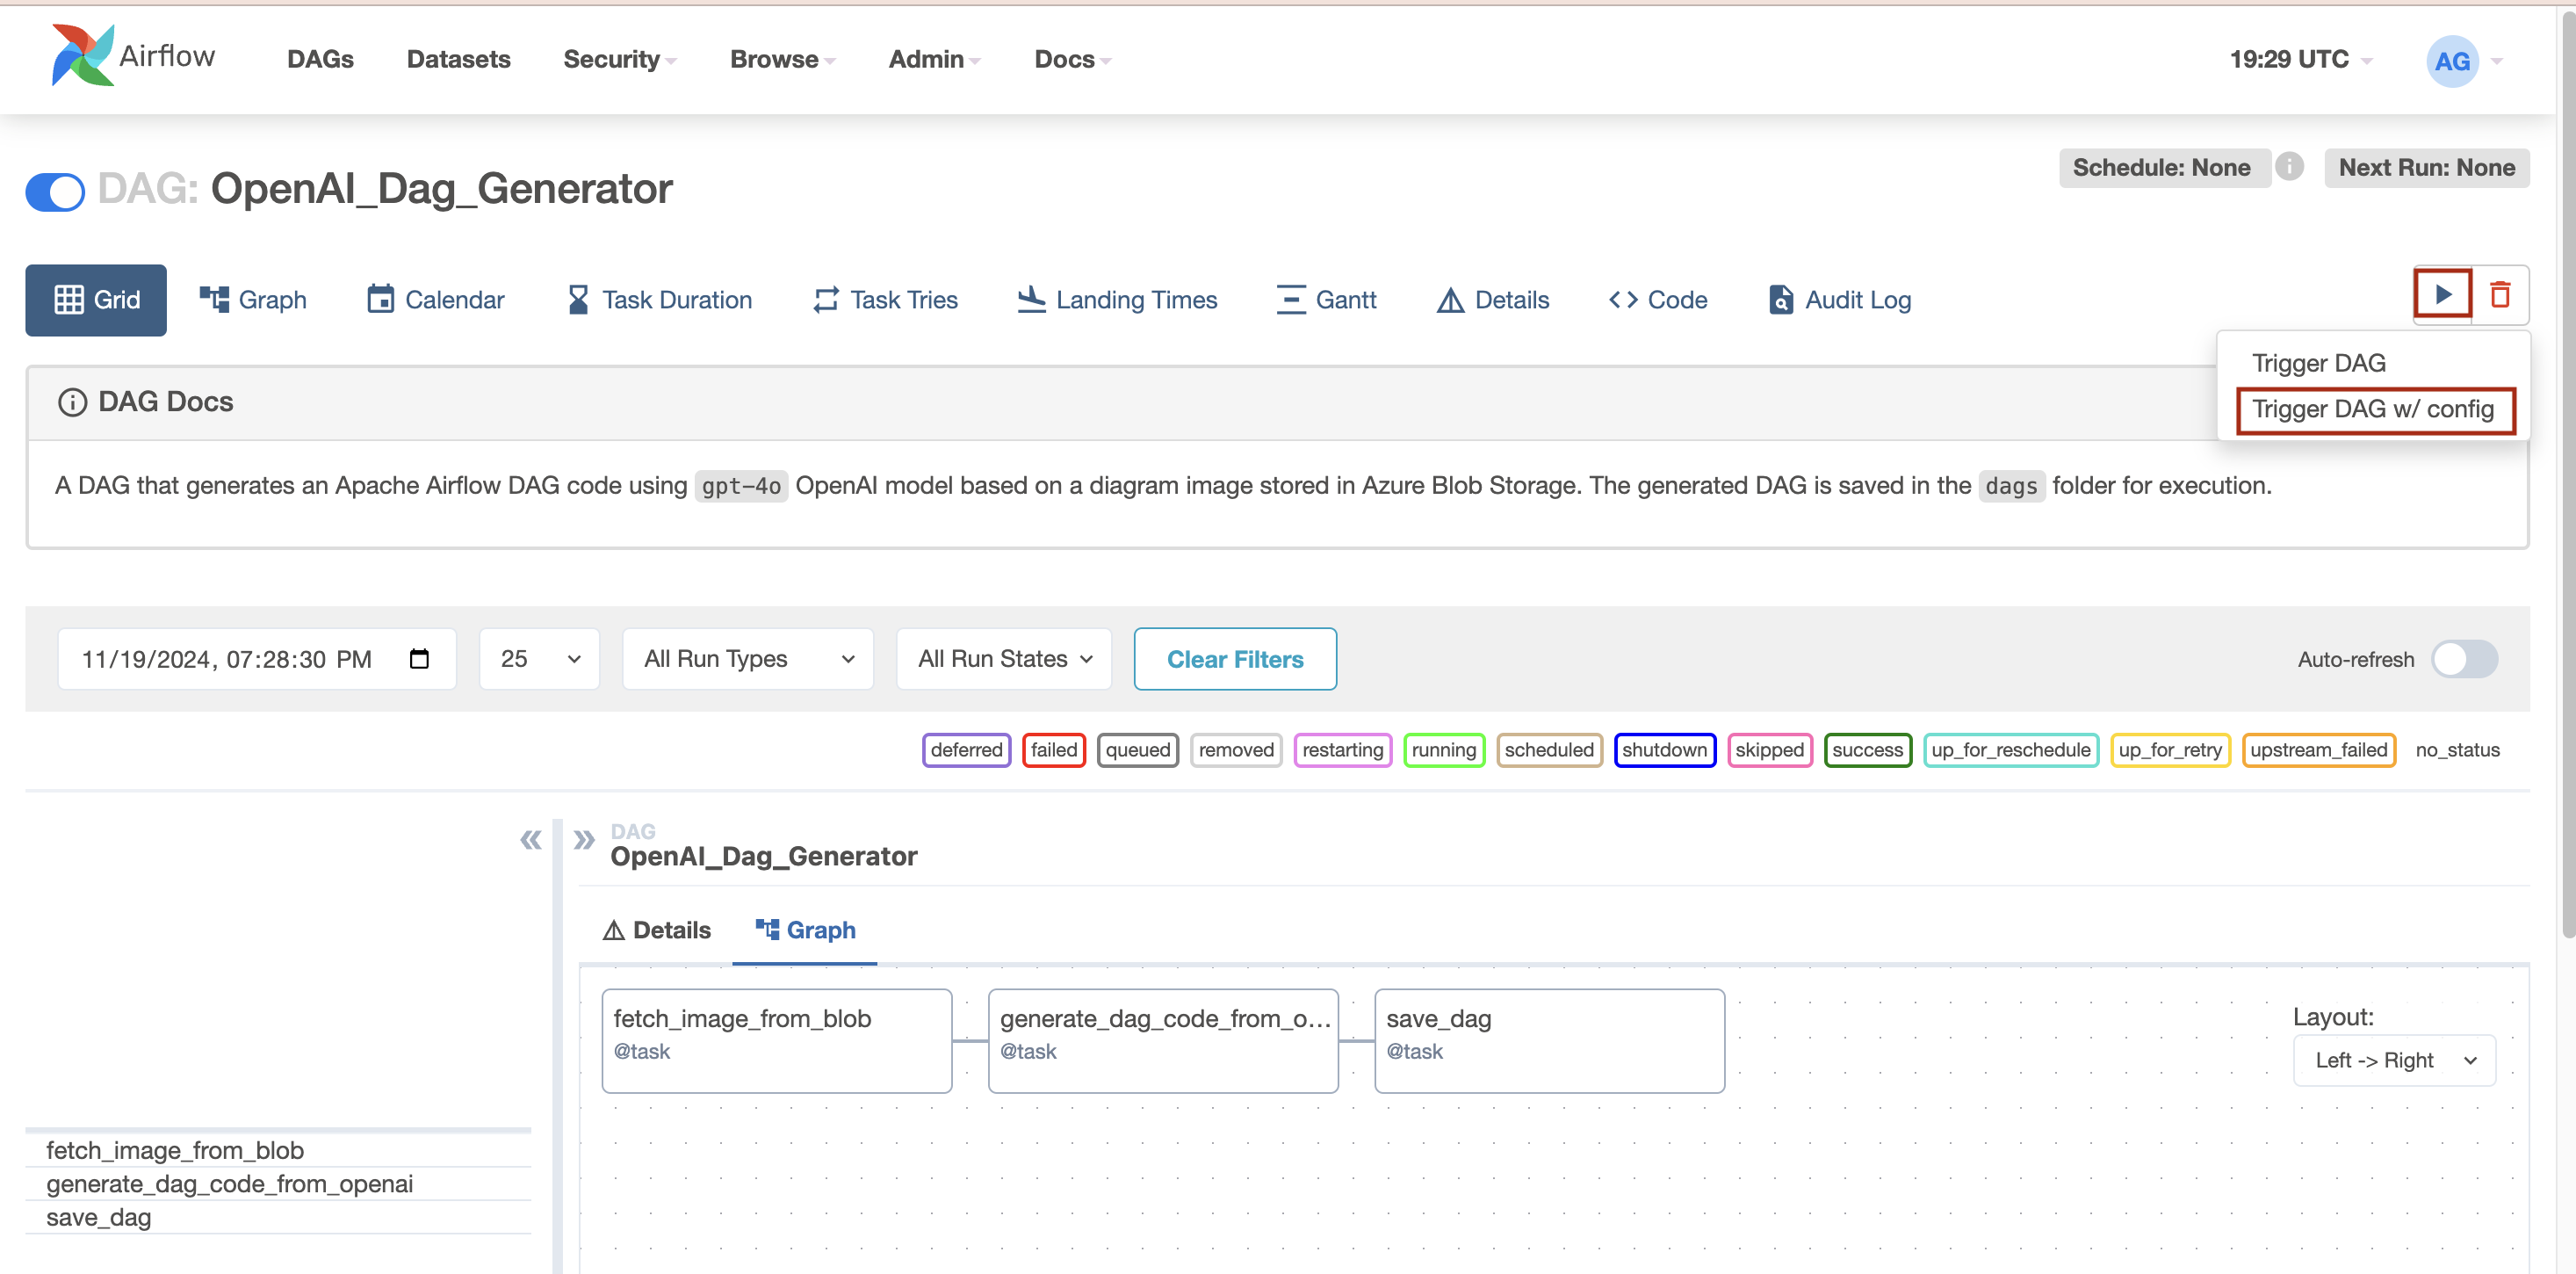 Airflow
DAGs
Datasets
Security
Browse
Admin
Docs
19:29 UTC
AG
DAG: OpenAI_Dag_Generator
Schedule: None
Next Run: None
Grid
Graph
Calendar
Task Duration
Task Tries
Landing Times
Gantt
Details
Code
Audit Log
Trigger DAG
Trigger DAG w/ config
DAG Docs
A DAG that generates an Apache Airflow DAG code using gpt-4o OpenAI model based on a diagram image stored in Azure Blob Storage. The generated DAG is saved in the dags folder for execution.
11/19/2024, 07:28:30 PM
25
All Run Types
All Run States
Clear Filters
Auto-refresh
deferred
failed
queued
removed
restarting
running
scheduled
shutdown
skipped
success
up_for_reschedule
up_for_retry
upstream_failed
no_status
DAG
OpenAI_Dag_Generator
Details
Graph
fetch_image_from_blob
@task
generate_dag_code_from_o...
@task
save_dag
@task
Layout:
Left -> Right
fetch_image_from_blob
generate_dag_code_from_openai
save_dag